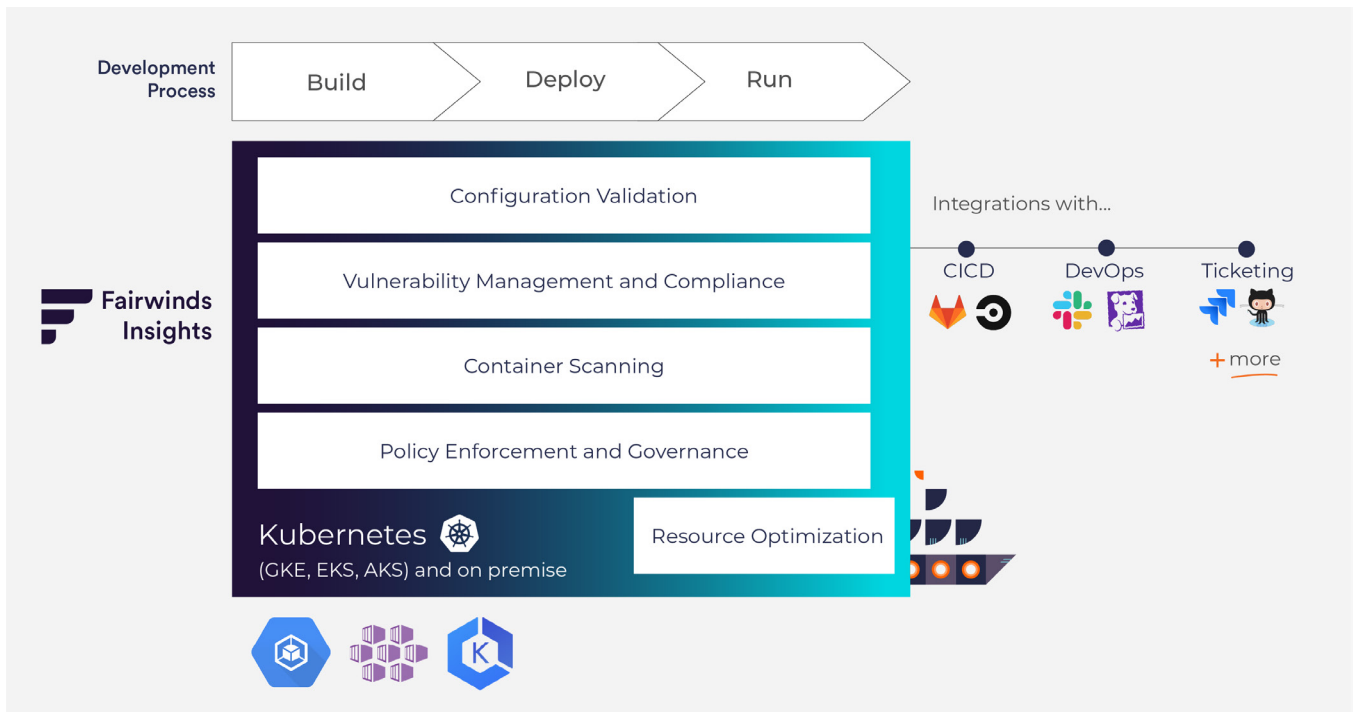 Development
Process
Build
Deploy
Run
Configuration Validation
Vulnerability Management and Compliance
Container Scanning
Policy Enforcement and Governance
Resource Optimization
Kubernetes
(GKE, EKS, AKS) and on premise
Fairwinds
Insights
Integrations with...
CICD
DevOps
Ticketing
+ more
K